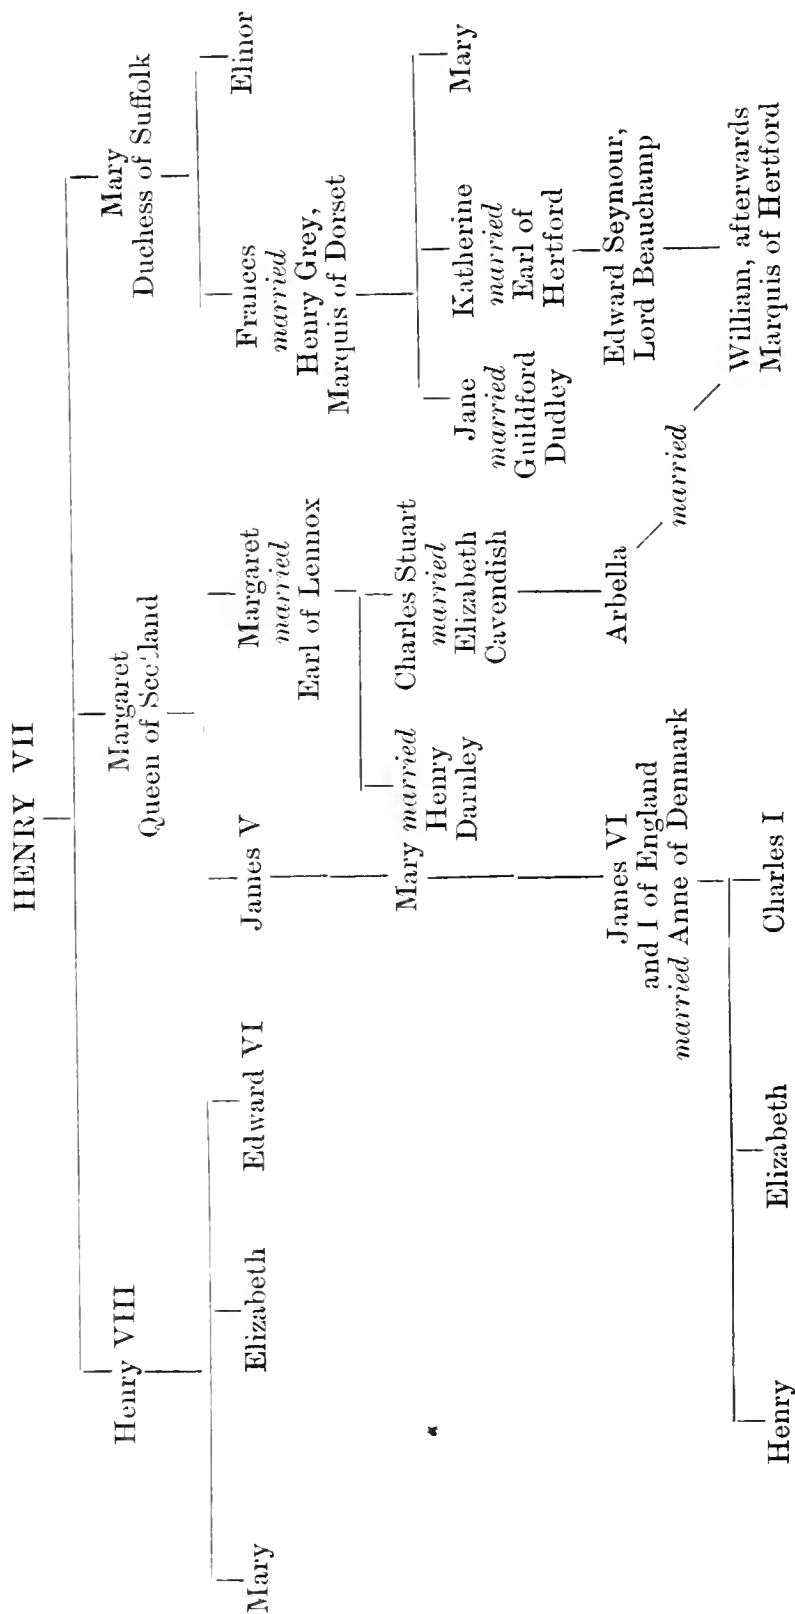 HENRY VII
Henry VIII
Margaret
Queen of Scotland
Mary
Duchess of Suffolk
Mary
Elizabeth
Edward VI
James V
Margaret
married
Earl of Lennox
Frances
married
Henry Grey,
Marquis of Dorset
Elinor
Mary married
Henry
Darnley
Charles Stuart
married
Elizabeth
Cavendish
Jane
married
Guildford
Dudley
Katherine
married
Earl of
Hertford
Mary
James VI
and I of England
married Anne of Denmark
Arbella
Edward Seymour,
Lord Beauchamp
married
William, afterwards
Marquis of Hertford
Henry
Elizabeth
Charles I